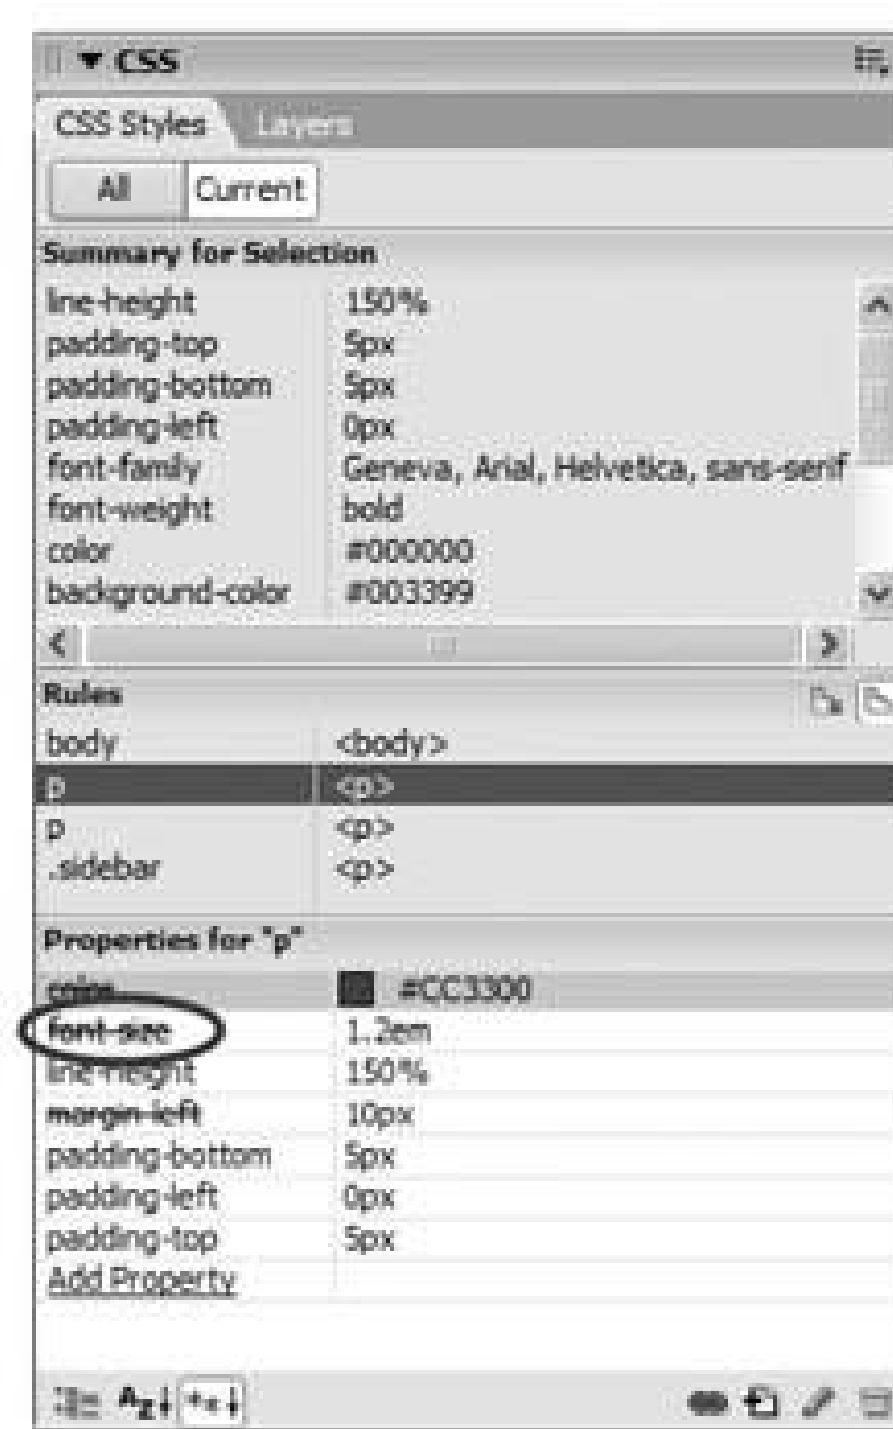 CSS
CSS Styles Layers
All Current
Summary for Selection
line-height 150%
padding-top 5px
padding-bottom 5px
padding-left 0px
font-family Geneva, Arial, Helvetica, sans-serif
font-weight bold
color #000000
background-color #003399
Rules
body <body>
p <p>
p <p>
.sidebar <p>
Properties for "p"
color #CC3300
font-size 1.2em
line-height 150%
margin-left 10px
padding-bottom 5px
padding-left 0px
padding-top 5px
Add Property